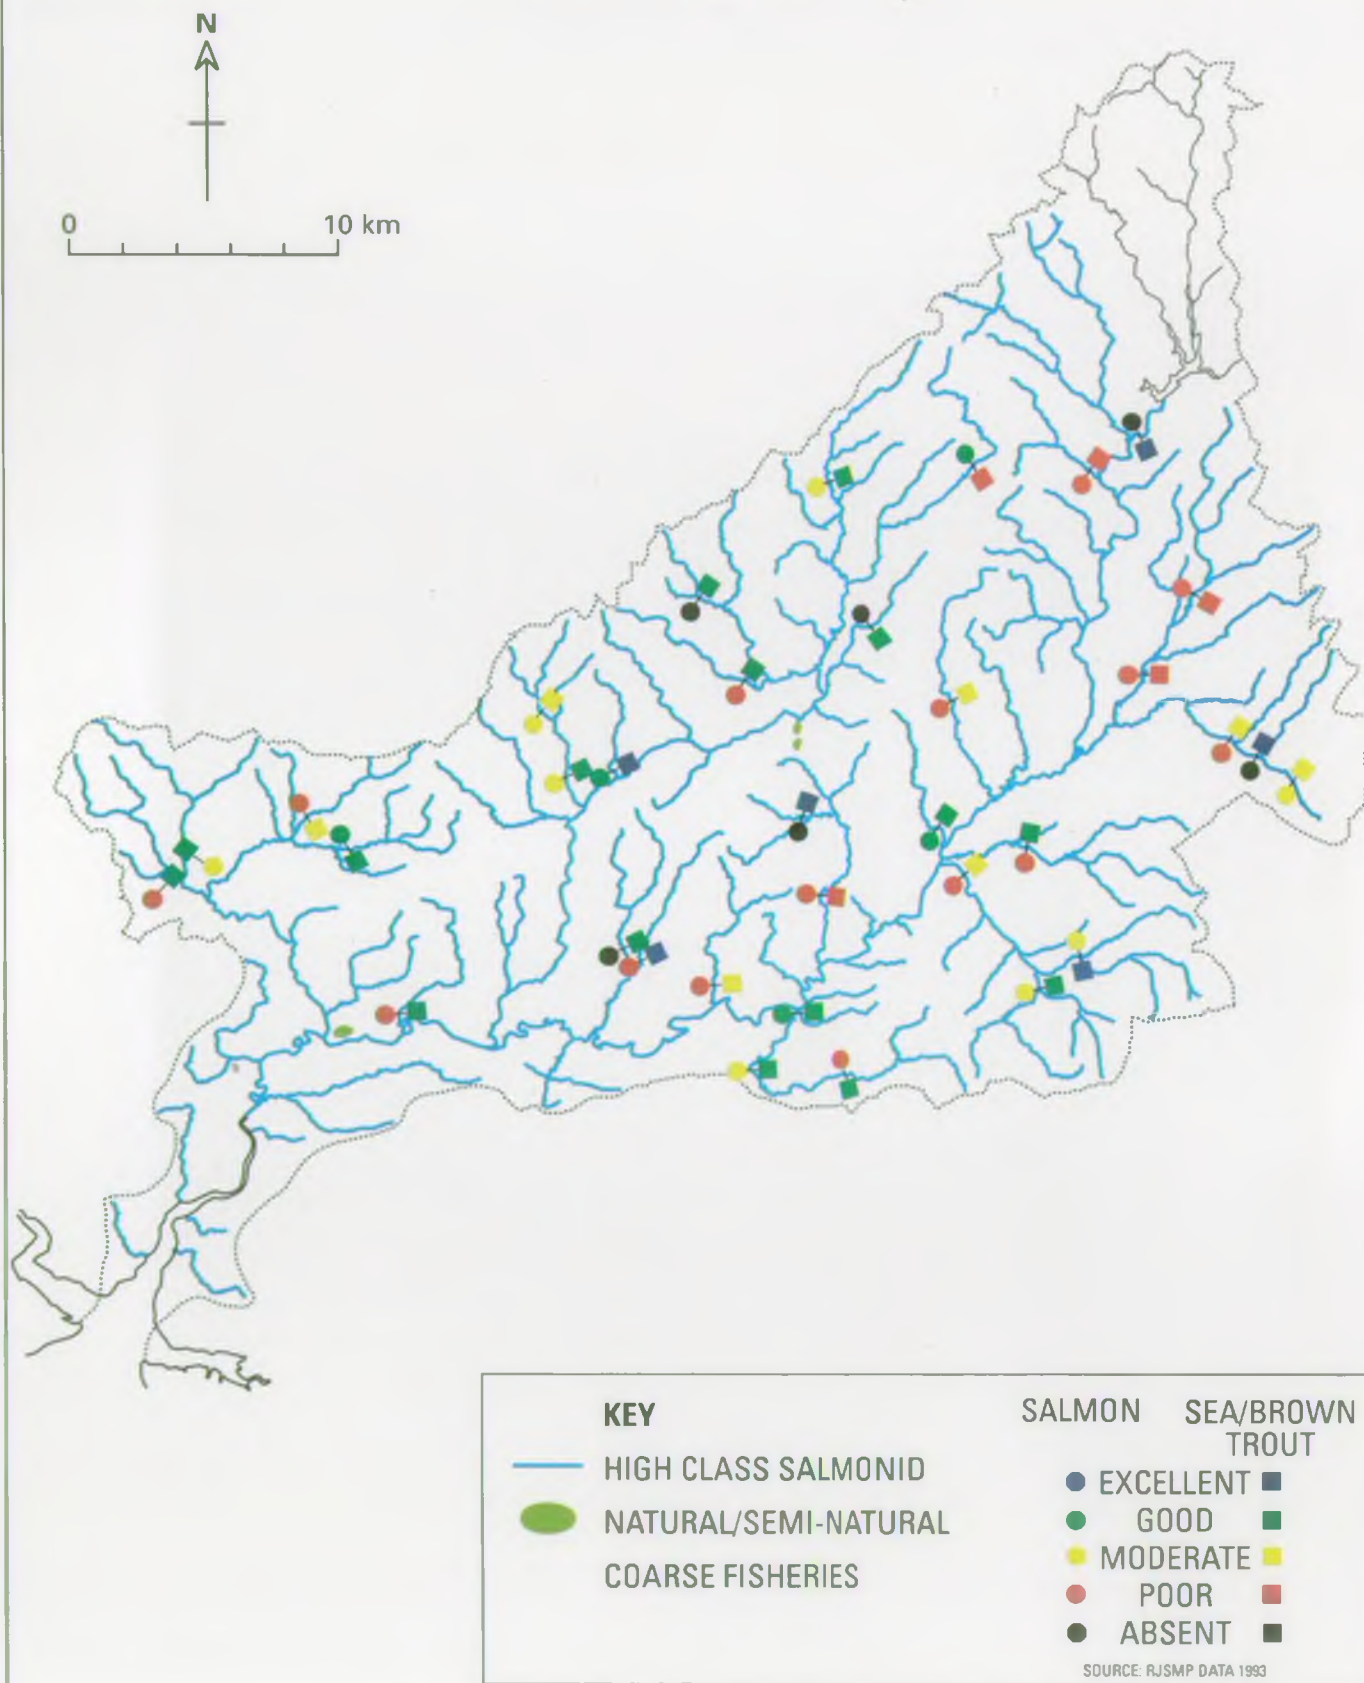 N
0 10 km
KEY
HIGH CLASS SALMONID
NATURAL/SEMI-NATURAL
COARSE FISHERIES
SALMON SEA/BROWN
TROUT
EXCELLENT
GOOD
MODERATE
POOR
ABSENT
SOURCE: RJSMP DATA 1993